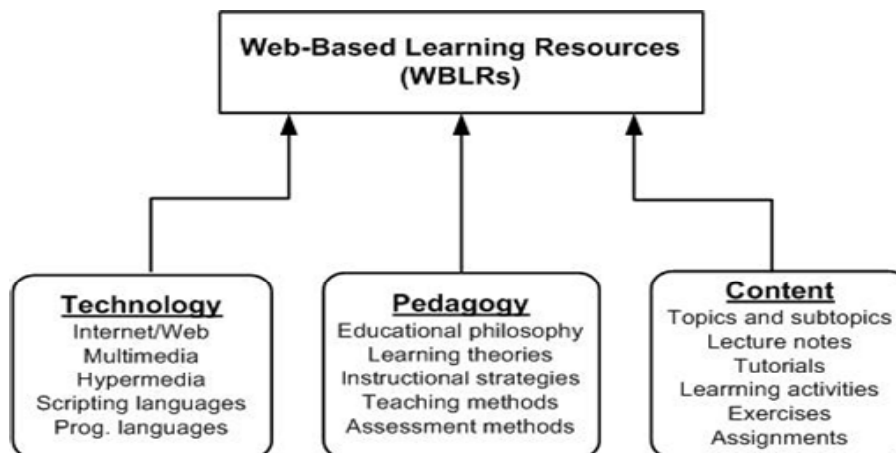 Web-Based Learning Resources
(WBLRs)
Technology
Internet/Web
Multimedia
Hypermedia
Scripting languages
Prog. languages
Pedagogy
Educational philosophy
Learning theories
Instructional strategies
Teaching methods
Assessment methods
Content
Topics and subtopics
Lecture notes
Tutorials
Learrning activities
Exercises
Assignments